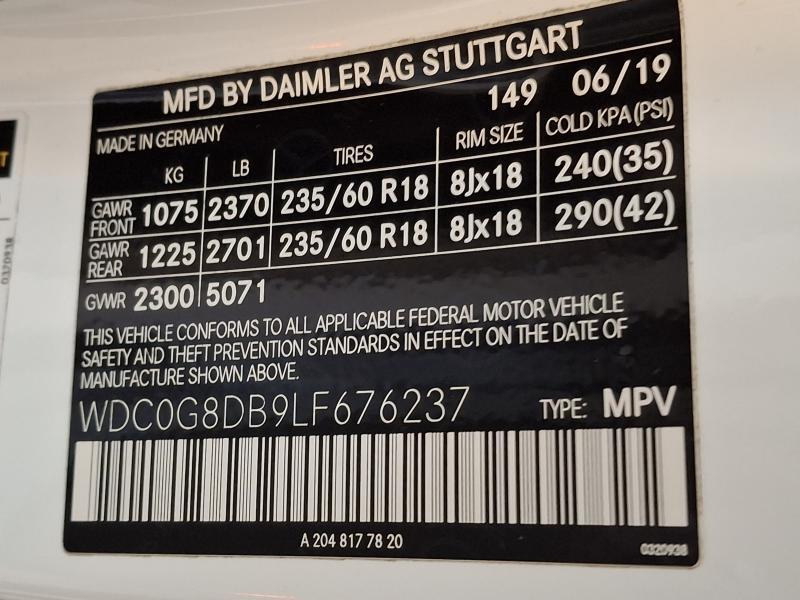 MFD BY DAIMLER AG STUTTGART
149 06/19
MADE IN GERMANY
KG LB TIRES RIM SIZE COLD KPA (PSI)
GAWR FRONT 1075 2370 235/60 R18 8Jx18 240(35)
GAWR REAR 1225 2701 235/60 R18 8Jx18 290(42)
GVWR 2300 5071
THIS VEHICLE CONFORMS TO ALL APPLICABLE FEDERAL MOTOR VEHICLE
SAFETY AND THEFT PREVENTION STANDARDS IN EFFECT ON THE DATE OF
MANUFACTURE SHOWN ABOVE.
WDC0G8DB9LF676237 TYPE: MPV
A 204 817 78 20
0320938
0320938